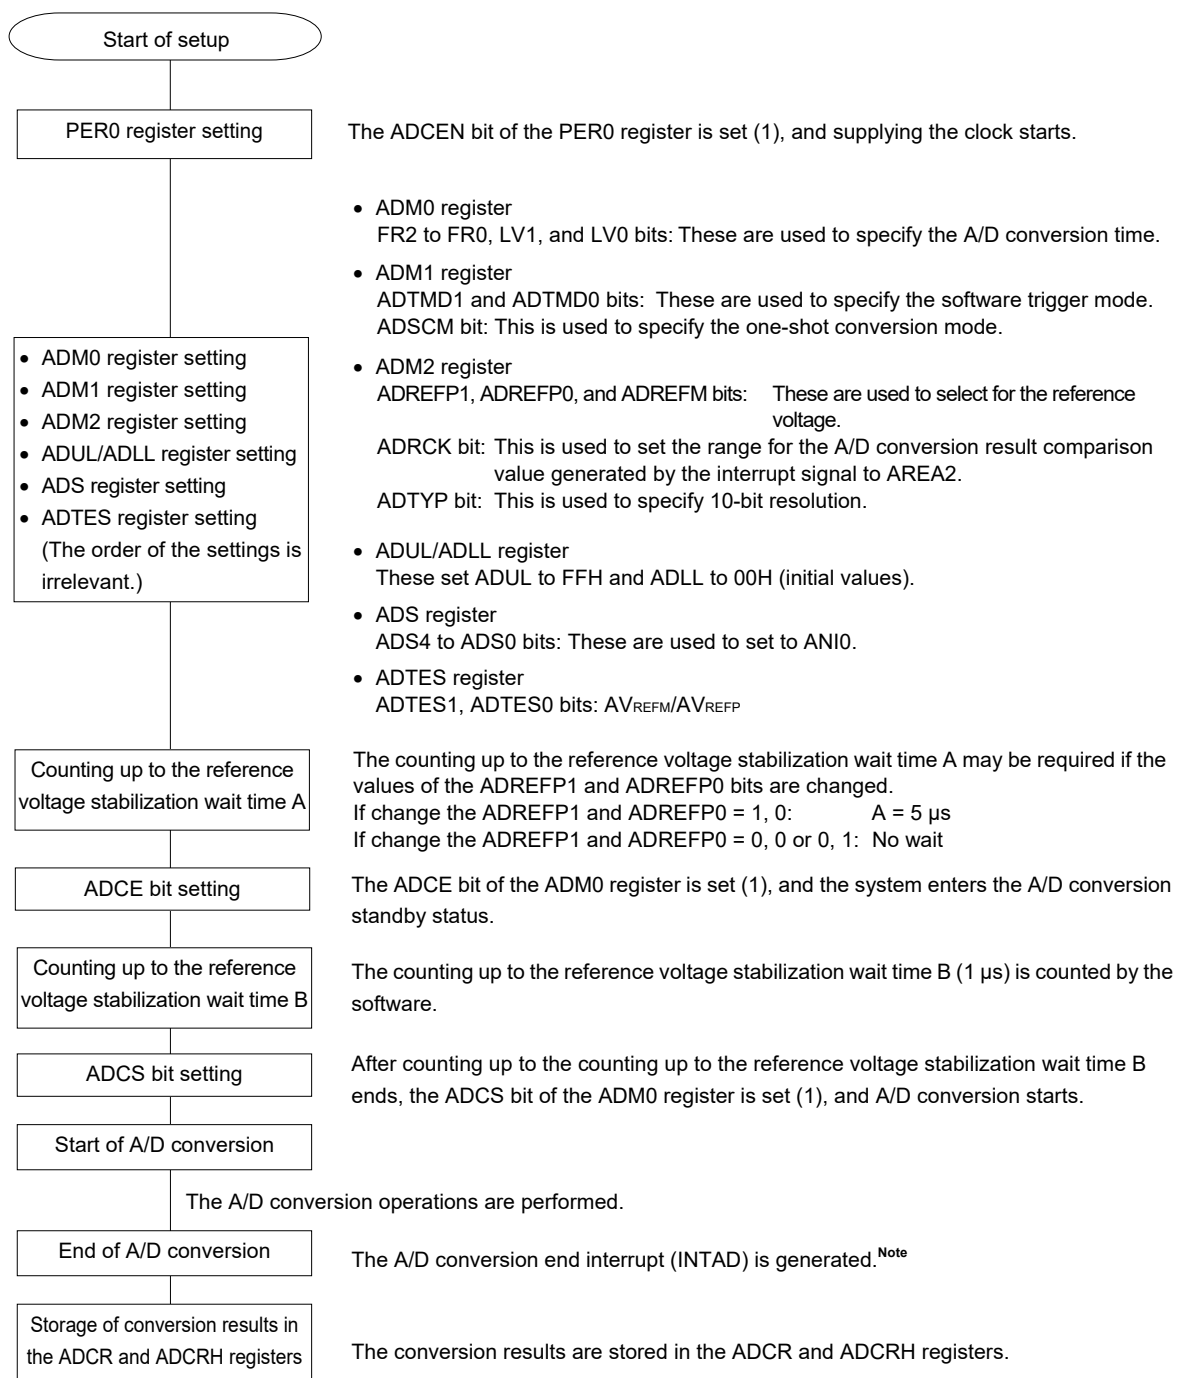 Start of setup
PER0 register setting
The ADCEN bit of the PER0 register is set (1), and supplying the clock starts.
• ADM0 register
FR2 to FR0, LV1, and LV0 bits: These are used to specify the A/D conversion time.
• ADM1 register
ADTMD1 and ADTMD0 bits: These are used to specify the software trigger mode.
ADSCM bit: This is used to specify the one-shot conversion mode.
• ADM0 register setting
• ADM1 register setting
• ADM2 register setting
• ADUL/ADLL register setting
• ADS register setting
• ADTES register setting
(The order of the settings is
irrelevant.)
• ADM2 register
ADREFP1, ADREFP0, and ADREFM bits: These are used to select for the reference
voltage.
ADRCK bit: This is used to set the range for the A/D conversion result comparison
value generated by the interrupt signal to AREA2.
ADTYP bit: This is used to specify 10-bit resolution.
• ADUL/ADLL register
These set ADUL to FFH and ADLL to 00H (initial values).
• ADS register
ADS4 to ADS0 bits: These are used to set to ANI0.
• ADTES register
ADTES1, ADTES0 bits: AVREFM/AVREFP
Counting up to the reference
voltage stabilization wait time A
The counting up to the reference voltage stabilization wait time A may be required if the
values of the ADREFP1 and ADREFP0 bits are changed.
If change the ADREFP1 and ADREFP0 = 1, 0: A = 5 µs
If change the ADREFP1 and ADREFP0 = 0, 0 or 0, 1: No wait
ADCE bit setting
The ADCE bit of the ADM0 register is set (1), and the system enters the A/D conversion
standby status.
Counting up to the reference
voltage stabilization wait time B
The counting up to the reference voltage stabilization wait time B (1 µs) is counted by the
software.
ADCS bit setting
After counting up to the counting up to the reference voltage stabilization wait time B
ends, the ADCS bit of the ADM0 register is set (1), and A/D conversion starts.
Start of A/D conversion
The A/D conversion operations are performed.
End of A/D conversion
The A/D conversion end interrupt (INTAD) is generated.Note
Storage of conversion results in
the ADCR and ADCRH registers
The conversion results are stored in the ADCR and ADCRH registers.